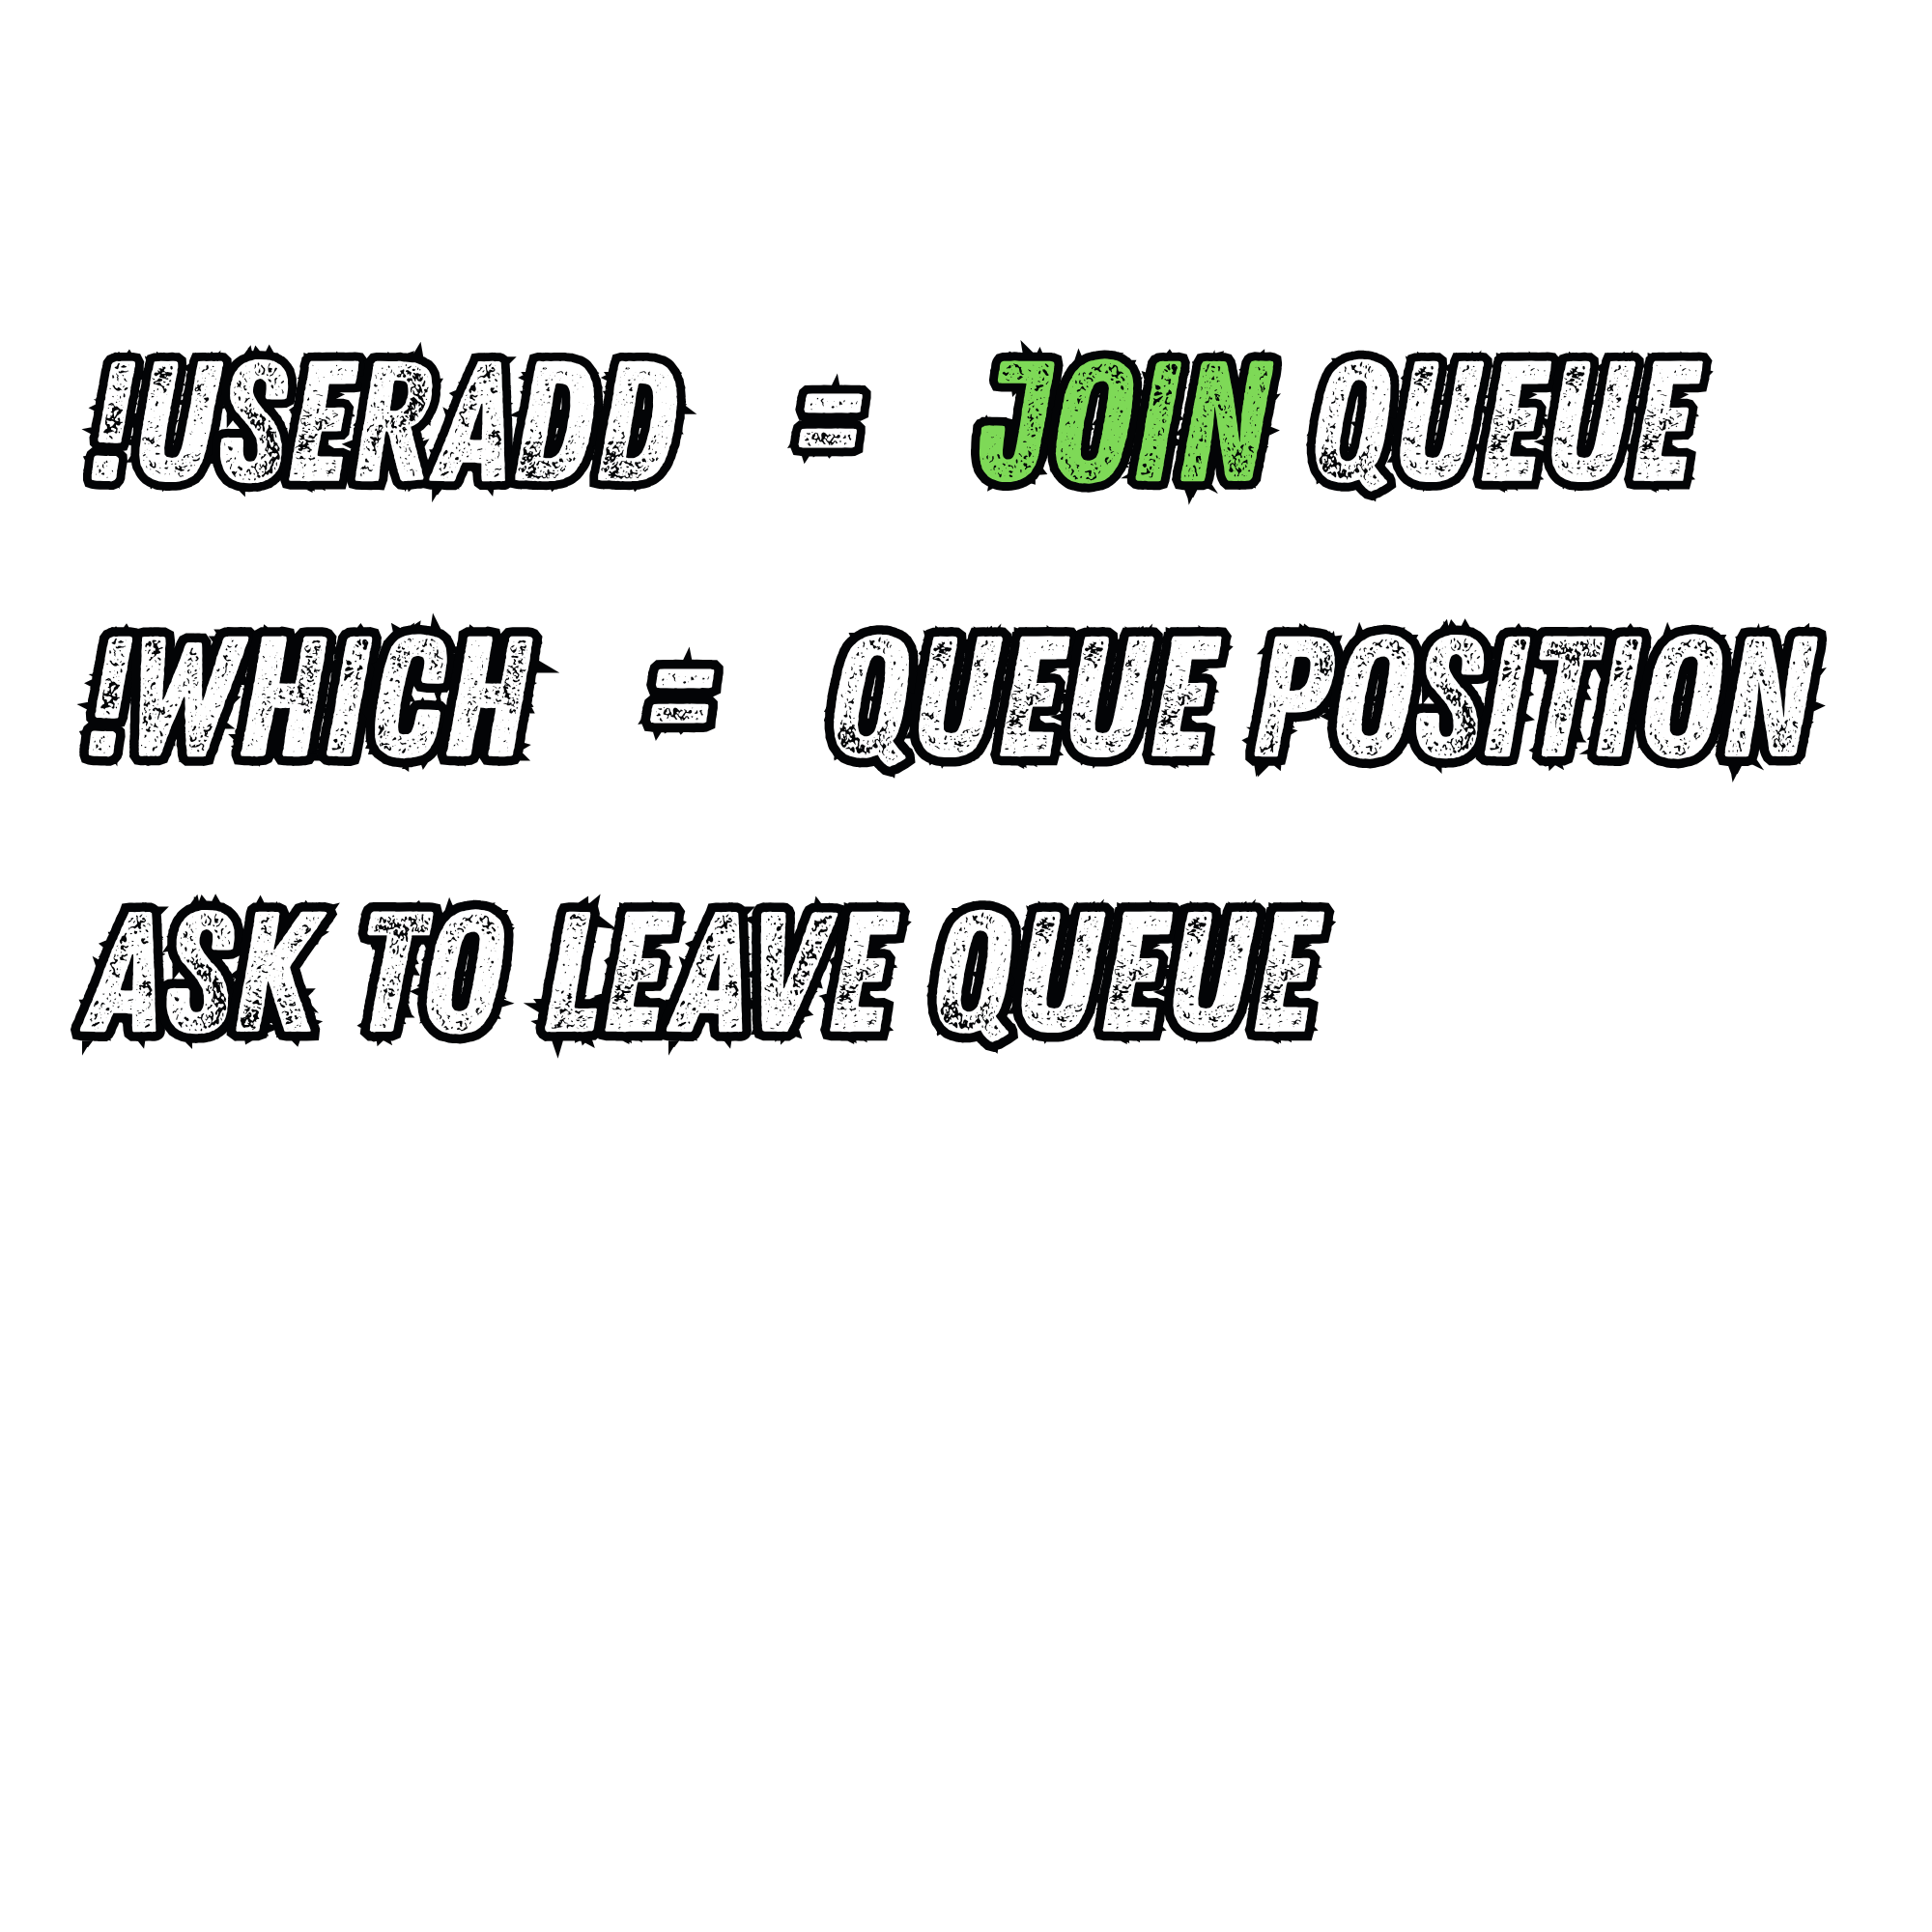 !USERADD = JOIN QUEUE
!WHICH = QUEUE POSITION
ASK TO LEAVE QUEUE